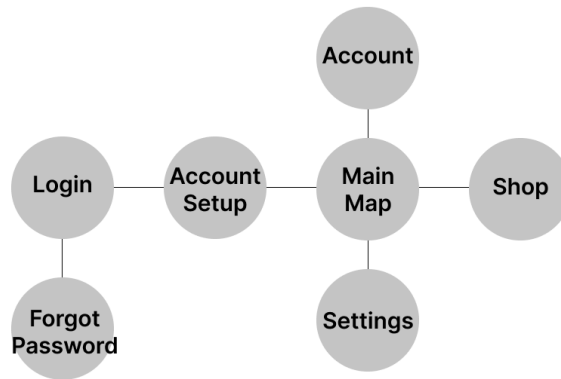 Account
Login
Account
Setup
Main
Map
Shop
Forgot
Password
Settings